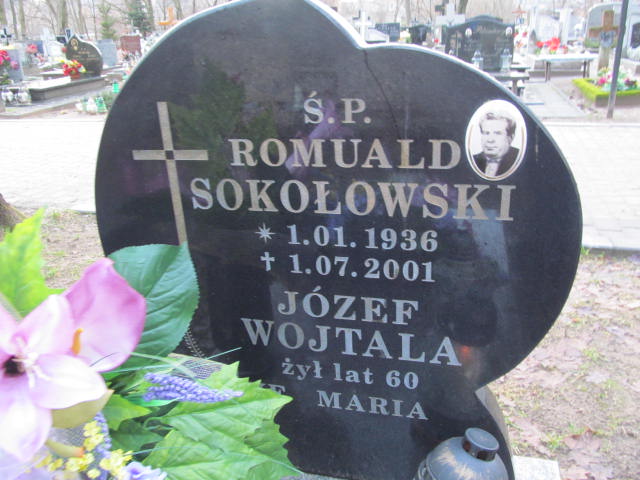 Ś.P.
ROMUALD
SOKOŁOWSKI
* 1.01.1936
† 1.07.2001
JÓZEF
WOJTALA
żył lat 60
MARIA